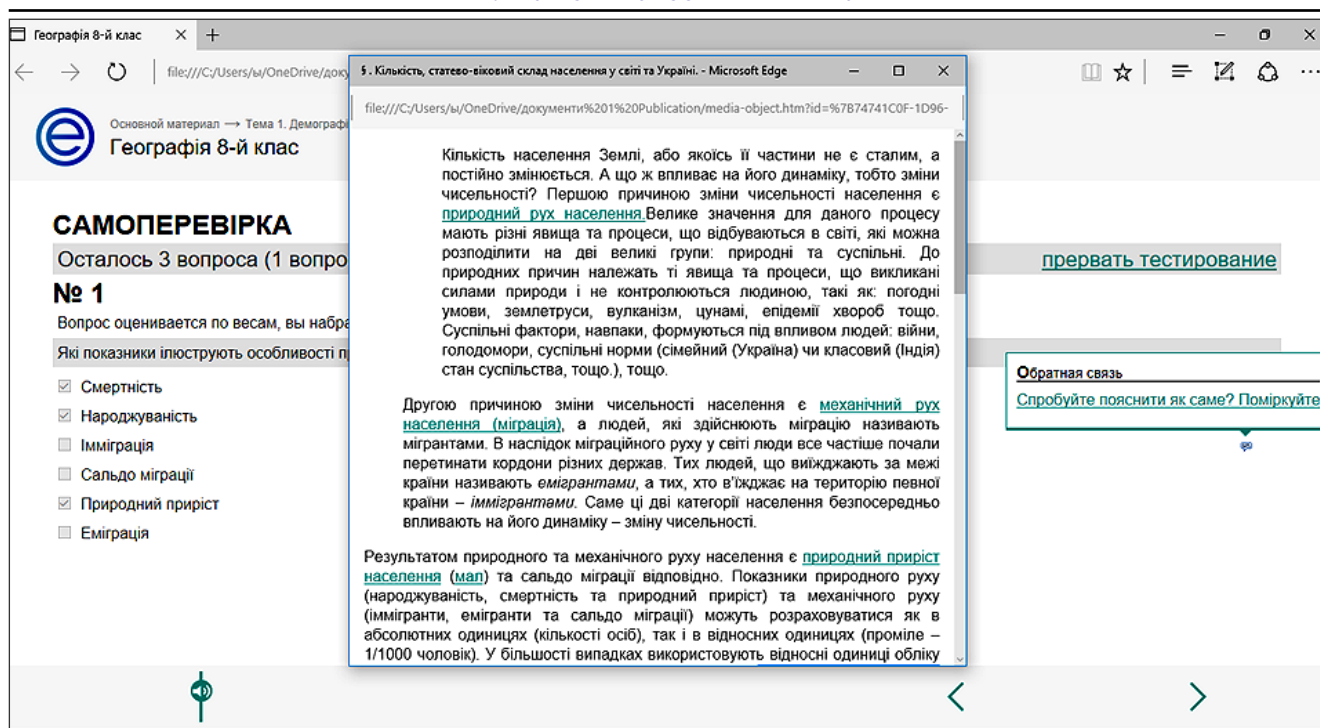 Географія 8-й клас
file:///C:/Users/ы/OneDrive/доку
Основной материал → Тема 1. Демографі
Географія 8-й клас
САМОПЕРЕВІРКА
Осталось 3 вопроса (1 вопро
прервать тестирование
№ 1
Вопрос оценивается по весам, вы набра
Які показники ілюструють особливості п
Смертність
Народжуваність
Імміграція
Сальдо міграції
Природний приріст
Еміграція
§ . Кількість, статево-віковий склад населення у світі та Україні. - Microsoft Edge
file:///C:/Users/ы/OneDrive/документи%201%20Publication/media-object.htm?id=%7B74741C0F-1D96-
Кількість населення Землі, або якоїсь її частини не є сталим, а
постійно змінюється. А що ж впливає на його динаміку, тобто зміни
чисельності? Першою причиною зміни чисельності населення є
природний рух населення.Велике значення для даного процесу
мають різні явища та процеси, що відбуваються в світі, які можна
розподілити на дві великі групи: природні та суспільні. До
природних причин належать ті явища та процеси, що викликані
силами природи і не контролюються людиною, такі як: погодні
умови, землетруси, вулканізм, цунамі, епідемії хвороб тощо.
Суспільні фактори, навпаки, формуються під впливом людей: війни,
голодомори, суспільні норми (сімейний (Україна) чи класовий (Індія)
стан суспільства, тощо.), тощо.
Другою причиною зміни чисельності населення є механічний рух
населення (міграція), а людей, які здійснюють міграцію називають
мігрантами. В наслідок міграційного руху у світі люди все частіше почали
перетинати кордони різних держав. Тих людей, що виїжджають за межі
країни називають емігрантами, а тих, хто в'їжджає на територію певної
країни – іммігрантами. Саме ці дві категорії населення безпосередньо
впливають на його динаміку – зміну чисельності.
Результатом природного та механічного руху населення є природний приріст
населення (мал) та сальдо міграції відповідно. Показники природного руху
(народжуваність, смертність та природний приріст) та механічного руху
(іммігранти, емігранти та сальдо міграції) можуть розраховуватися як в
абсолютних одиницях (кількості осіб), так і в відносних одиницях (проміле –
1/1000 чоловік). У більшості випадках використовують відносні одиниці обліку
Обратная связь
Спробуйте пояснити як саме? Поміркуйте